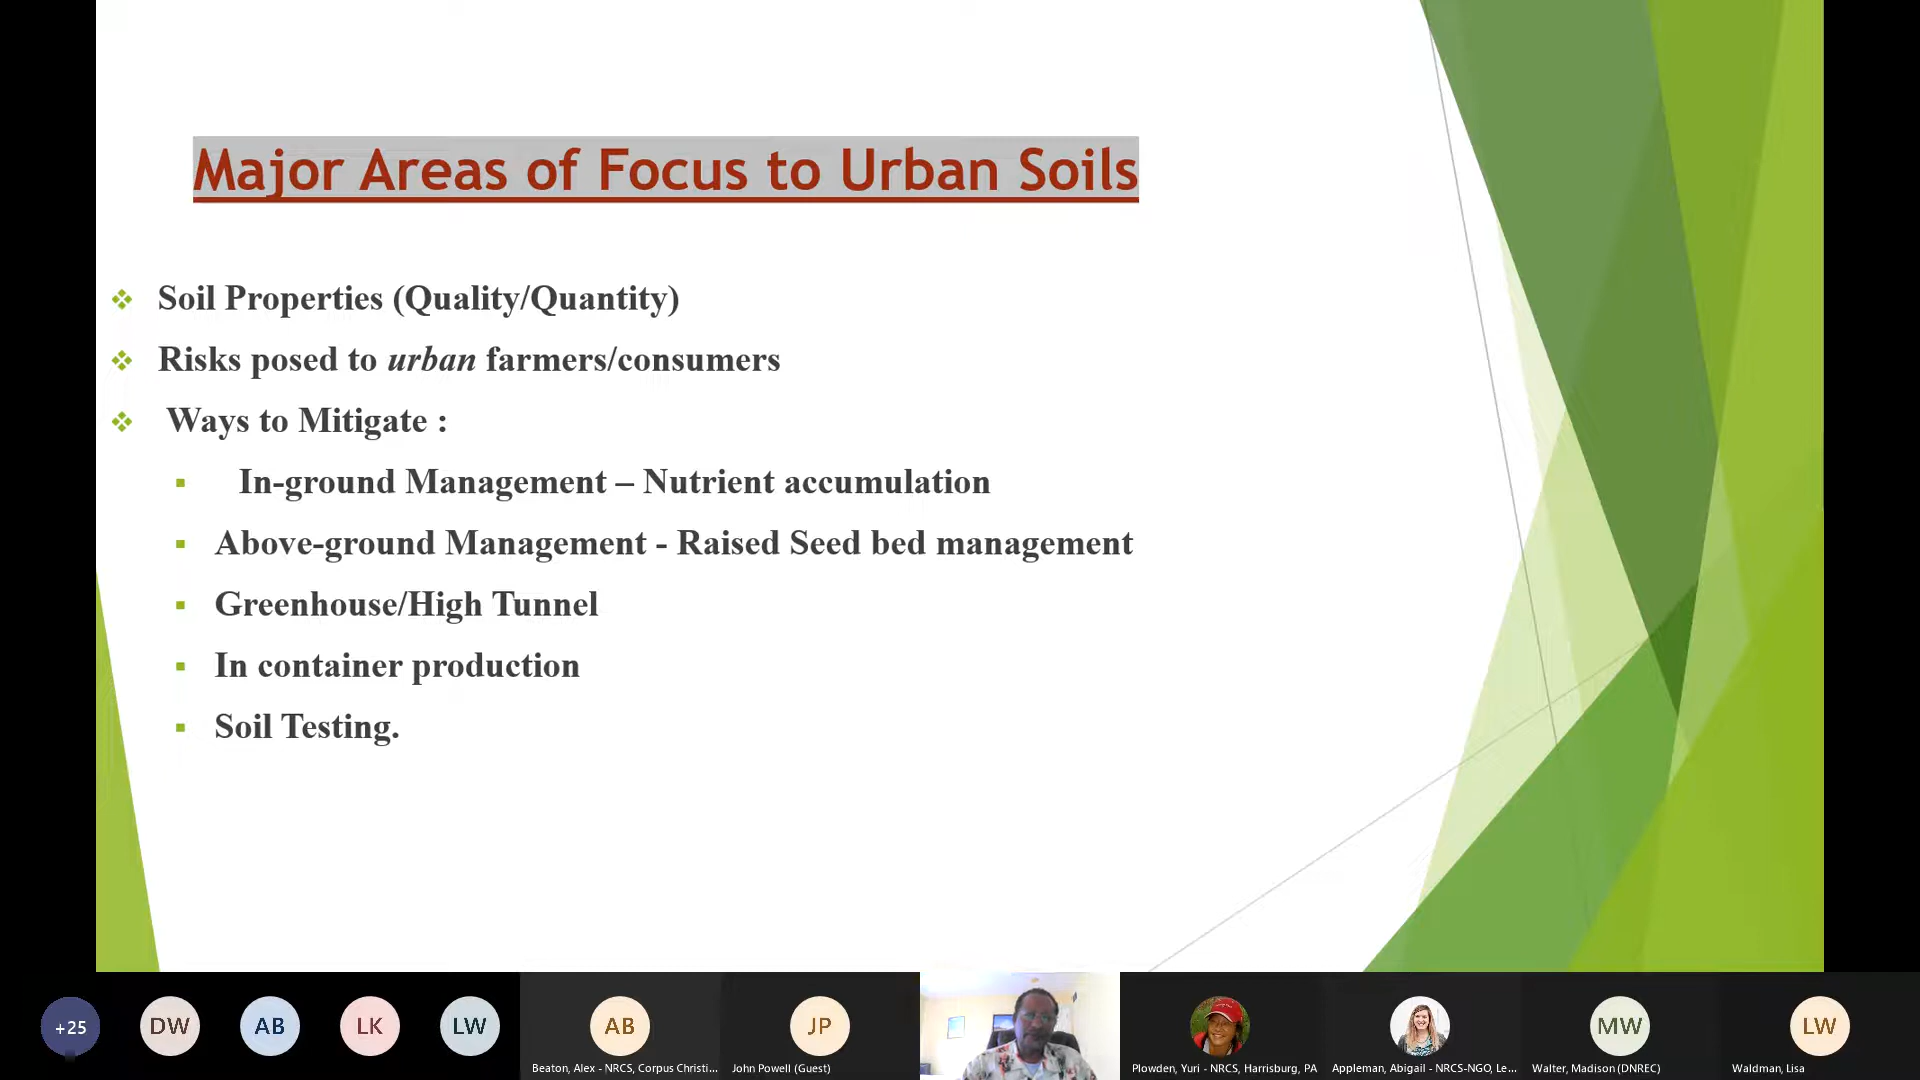 Major Areas of Focus to Urban Soils
Soil Properties (Quality/Quantity)
Risks posed to urban farmers/consumers
Ways to Mitigate :
In-ground Management – Nutrient accumulation
Above-ground Management - Raised Seed bed management
Greenhouse/High Tunnel
In container production
Soil Testing.
+25
DW
AB
LK
LW
AB
JP
MW
LW
Beaton, Alex - NRCS, Corpus Christi...
John Powell (Guest)
Plowden, Yuri - NRCS, Harrisburg, PA
Appleman, Abigail - NRCS-NGO, Le...
Walter, Madison (DNREC)
Waldman, Lisa